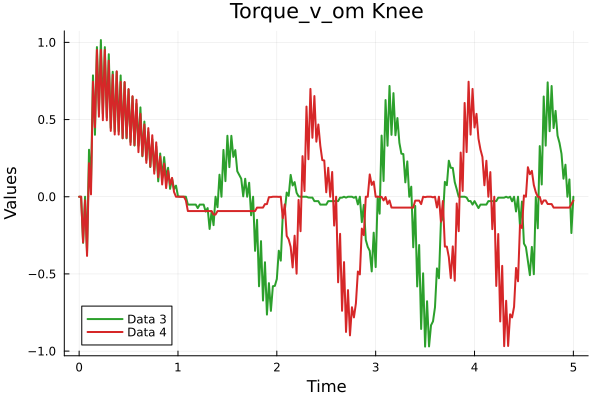 Torque_v_om Knee
Values
1.0
0.5
0.0
−0.5
−1.0
Data 3
Data 4
0 1 2 3 4 5
Time